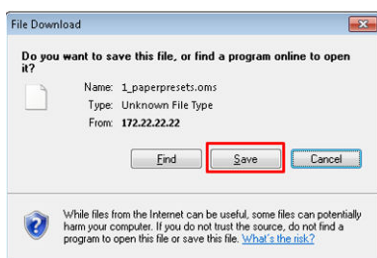 File Download
Do you want to save this file, or find a program online to open
it?
Name: 1_paperpresets.oms
Type: Unknown File Type
From: 172.22.22.22
Find Save Cancel
While files from the Internet can be useful, some files can potentially
harm your computer. If you do not trust the source, do not find a
program to open this file or save this file. What's the risk?